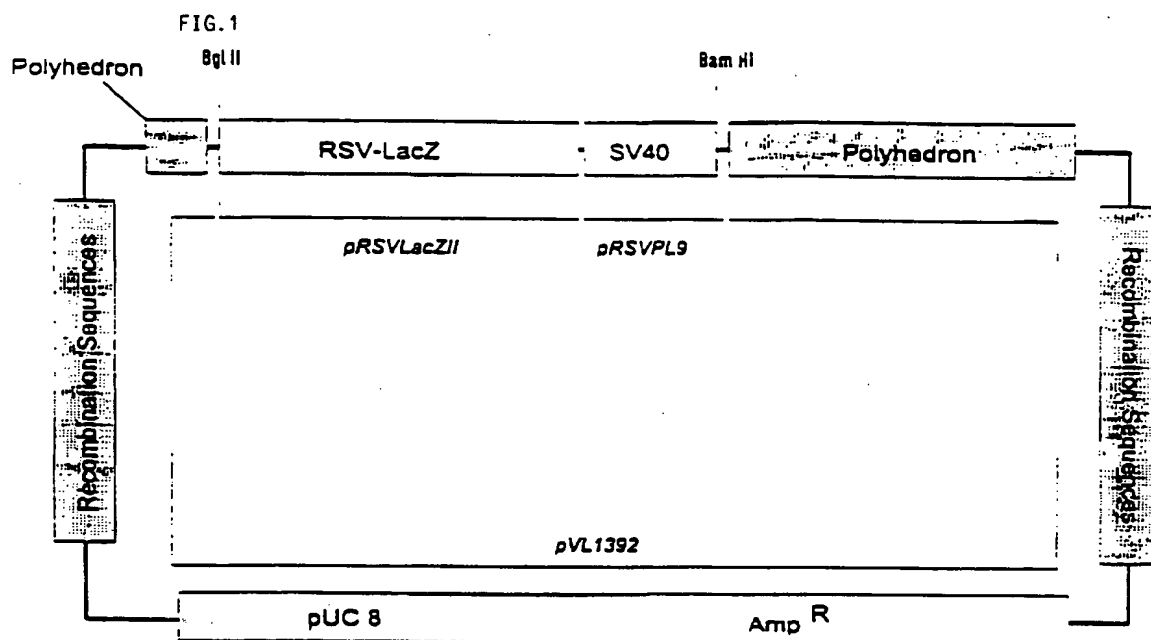 FIG.1
Bgl II
Bam HI
Polyhedron
RSV-LacZ
SV40
Polyhedron
Recombination Sequences
pRSVLacZII
pRSVPL9
Recombination Sequences
pVL1392
pUC 8
Amp R